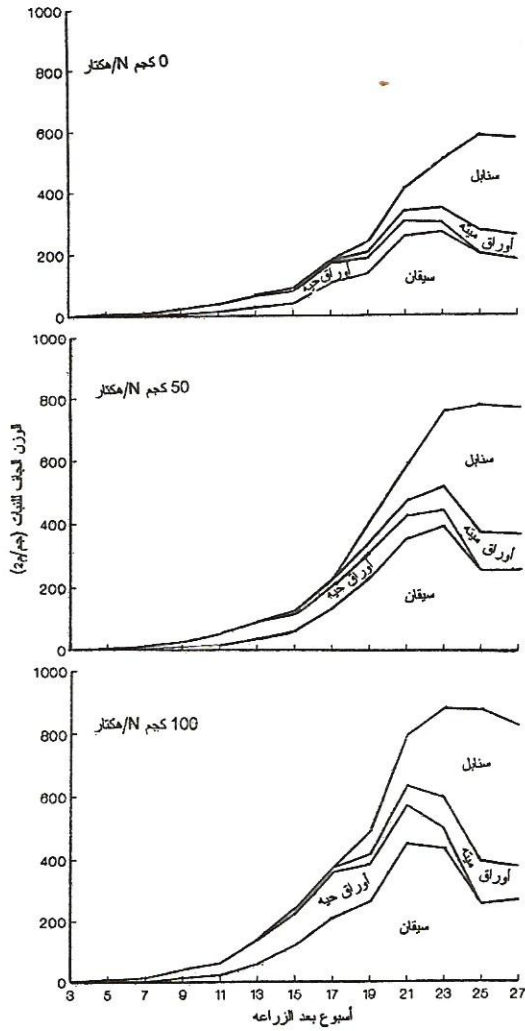 1000
0 كجم N/هكتار
800
600
سنابل
400
أوراق ميته
أوراق حيه
200
سيقان
0
1000
50 كجم N/هكتار
800
سنابل
600
الوزن الجاف للنبات (جم/م2)
400
أوراق ميته
أوراق حيه
200
سيقان
0
1000
100 كجم N/هكتار
800
سنابل
600
400
أوراق ميته
أوراق حيه
200
سيقان
0
3 5 7 9 11 13 15 17 19 21 23 25 27
أسبوع بعد الزراعه